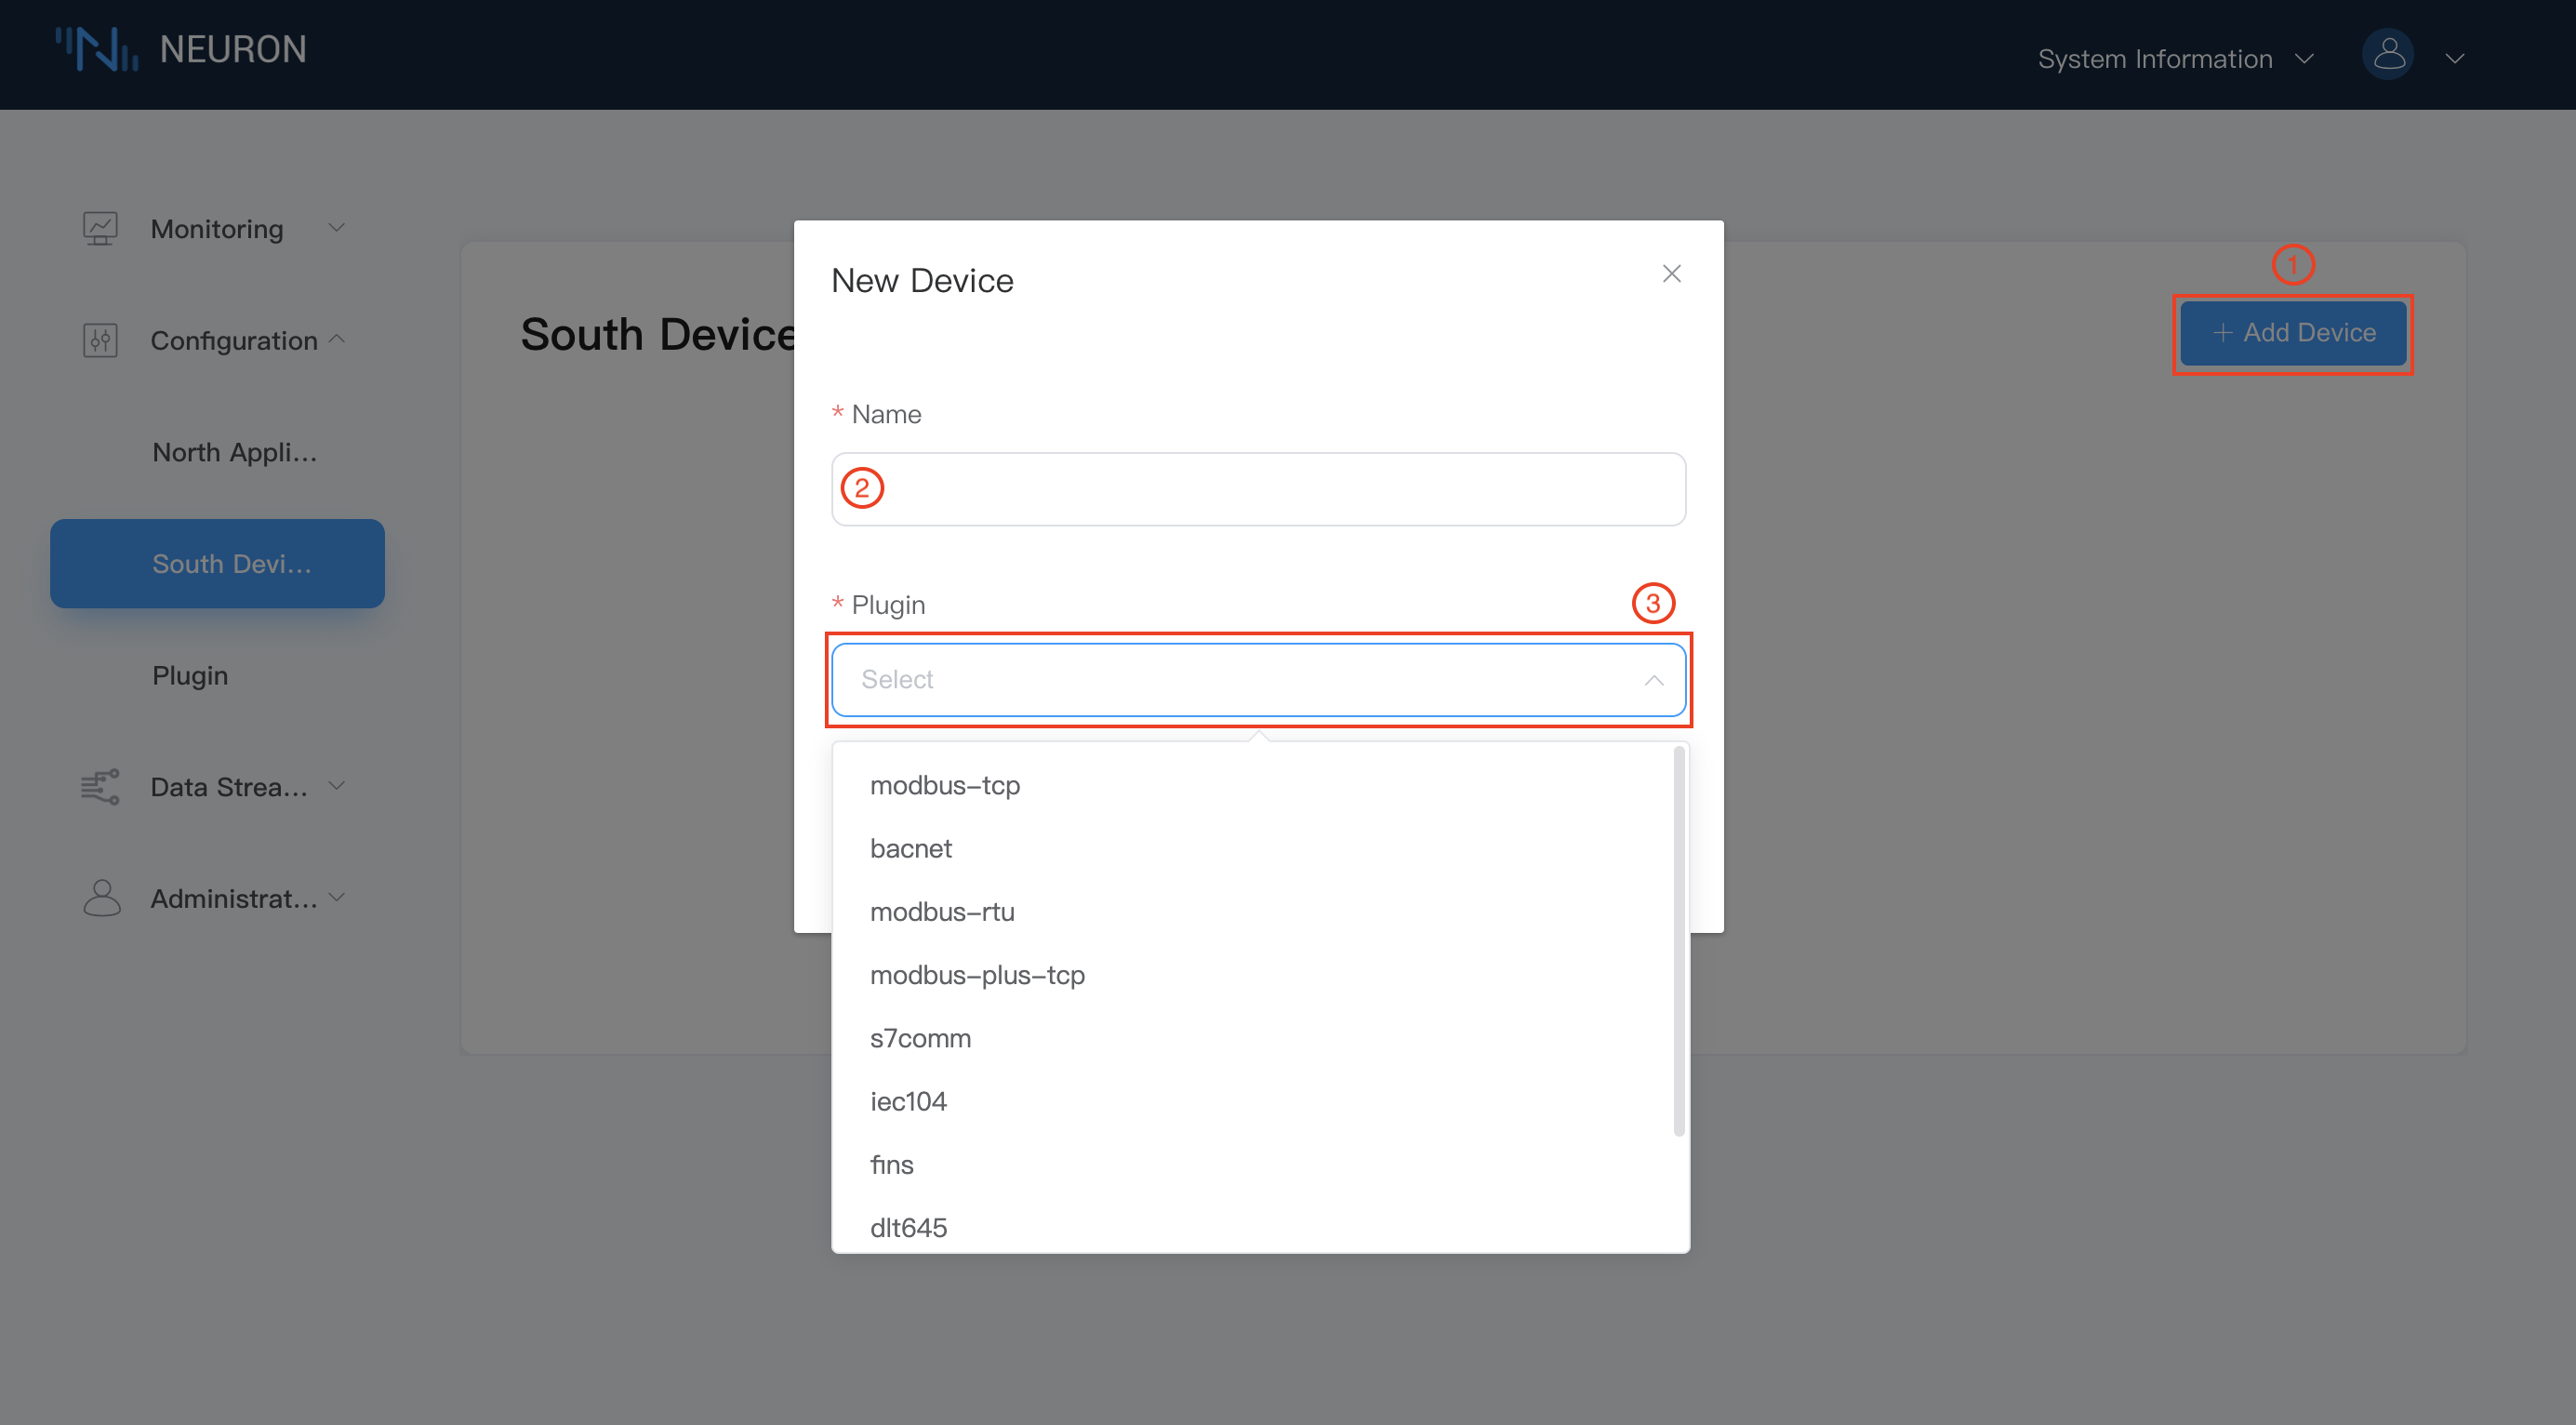 NEURON
System Information
Monitoring
Configuration
North Appli...
South Devi...
Plugin
Data Strea...
Administrat...
South Device
1
+ Add Device
New Device
* Name
2
* Plugin
3
Select
modbus-tcp
bacnet
modbus-rtu
modbus-plus-tcp
s7comm
iec104
fins
dlt645